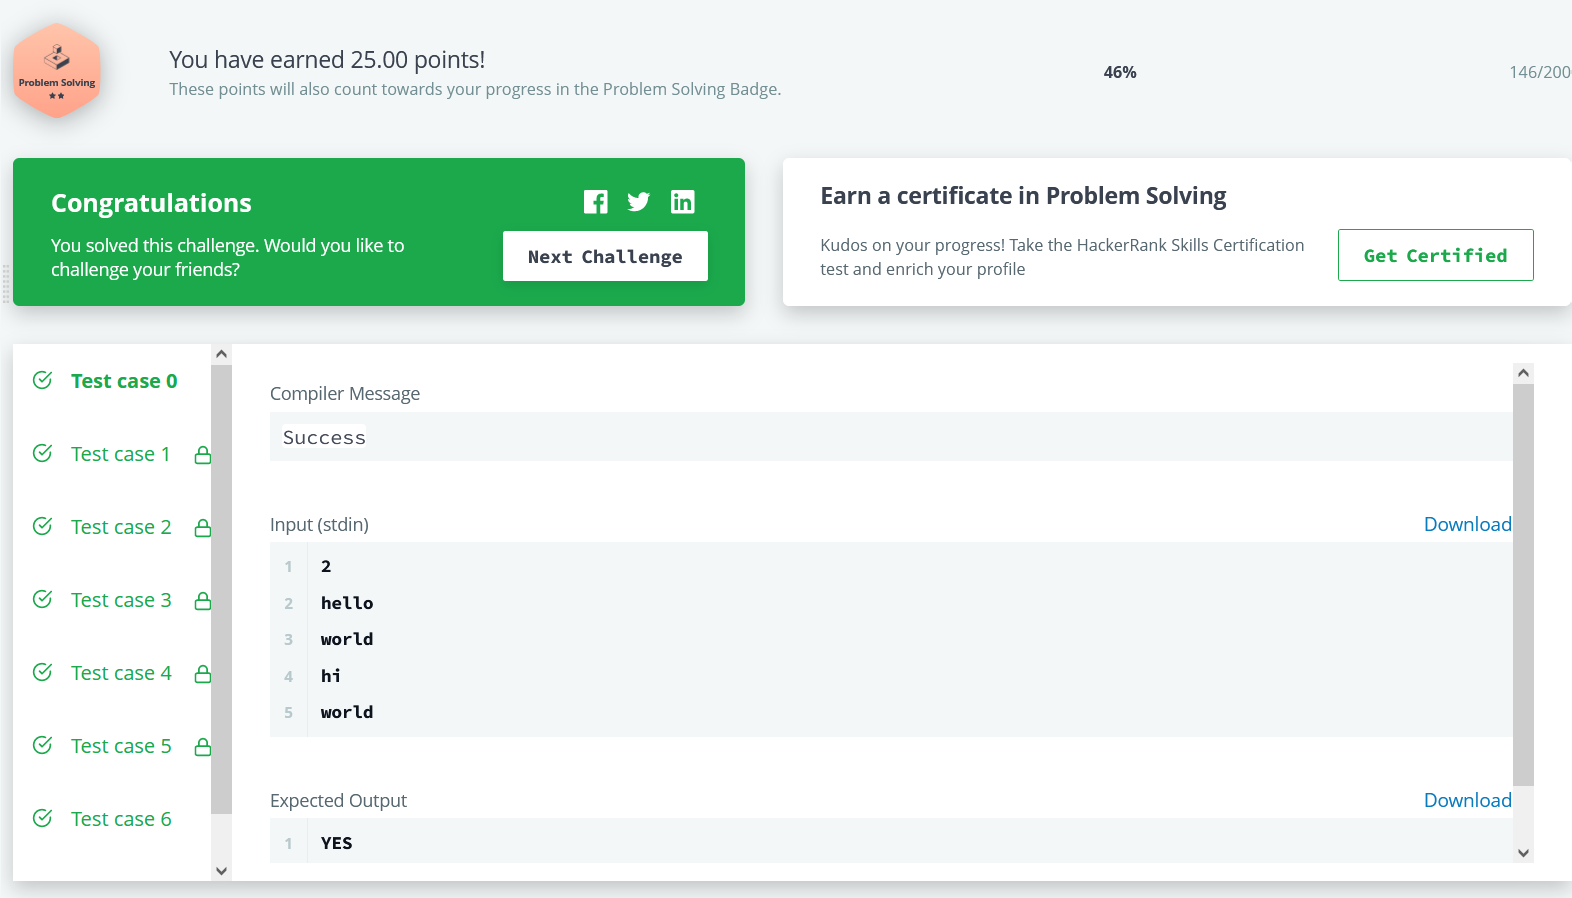 Problem Solving
You have earned 25.00 points!
These points will also count towards your progress in the Problem Solving Badge.
46%
146/200
Congratulations
You solved this challenge. Would you like to
challenge your friends?
Next Challenge
Earn a certificate in Problem Solving
Kudos on your progress! Take the HackerRank Skills Certification
test and enrich your profile
Get Certified
Test case 0
Test case 1
Test case 2
Test case 3
Test case 4
Test case 5
Test case 6
Compiler Message
Success
Input (stdin)
Download
1 2
2 hello
3 world
4 hi
5 world
Expected Output
Download
1 YES